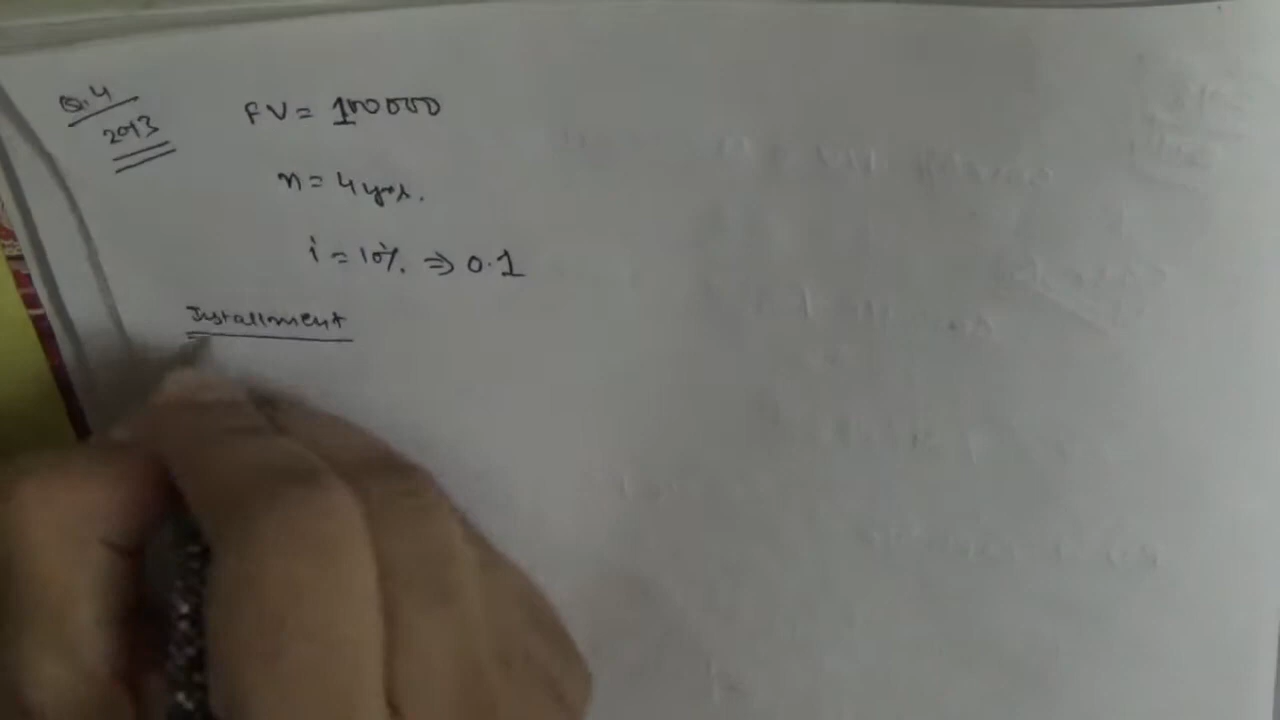 Q.4
2013
FV = 100000
n = 4 yrs.
i = 10% ⇒ 0.1
Installment